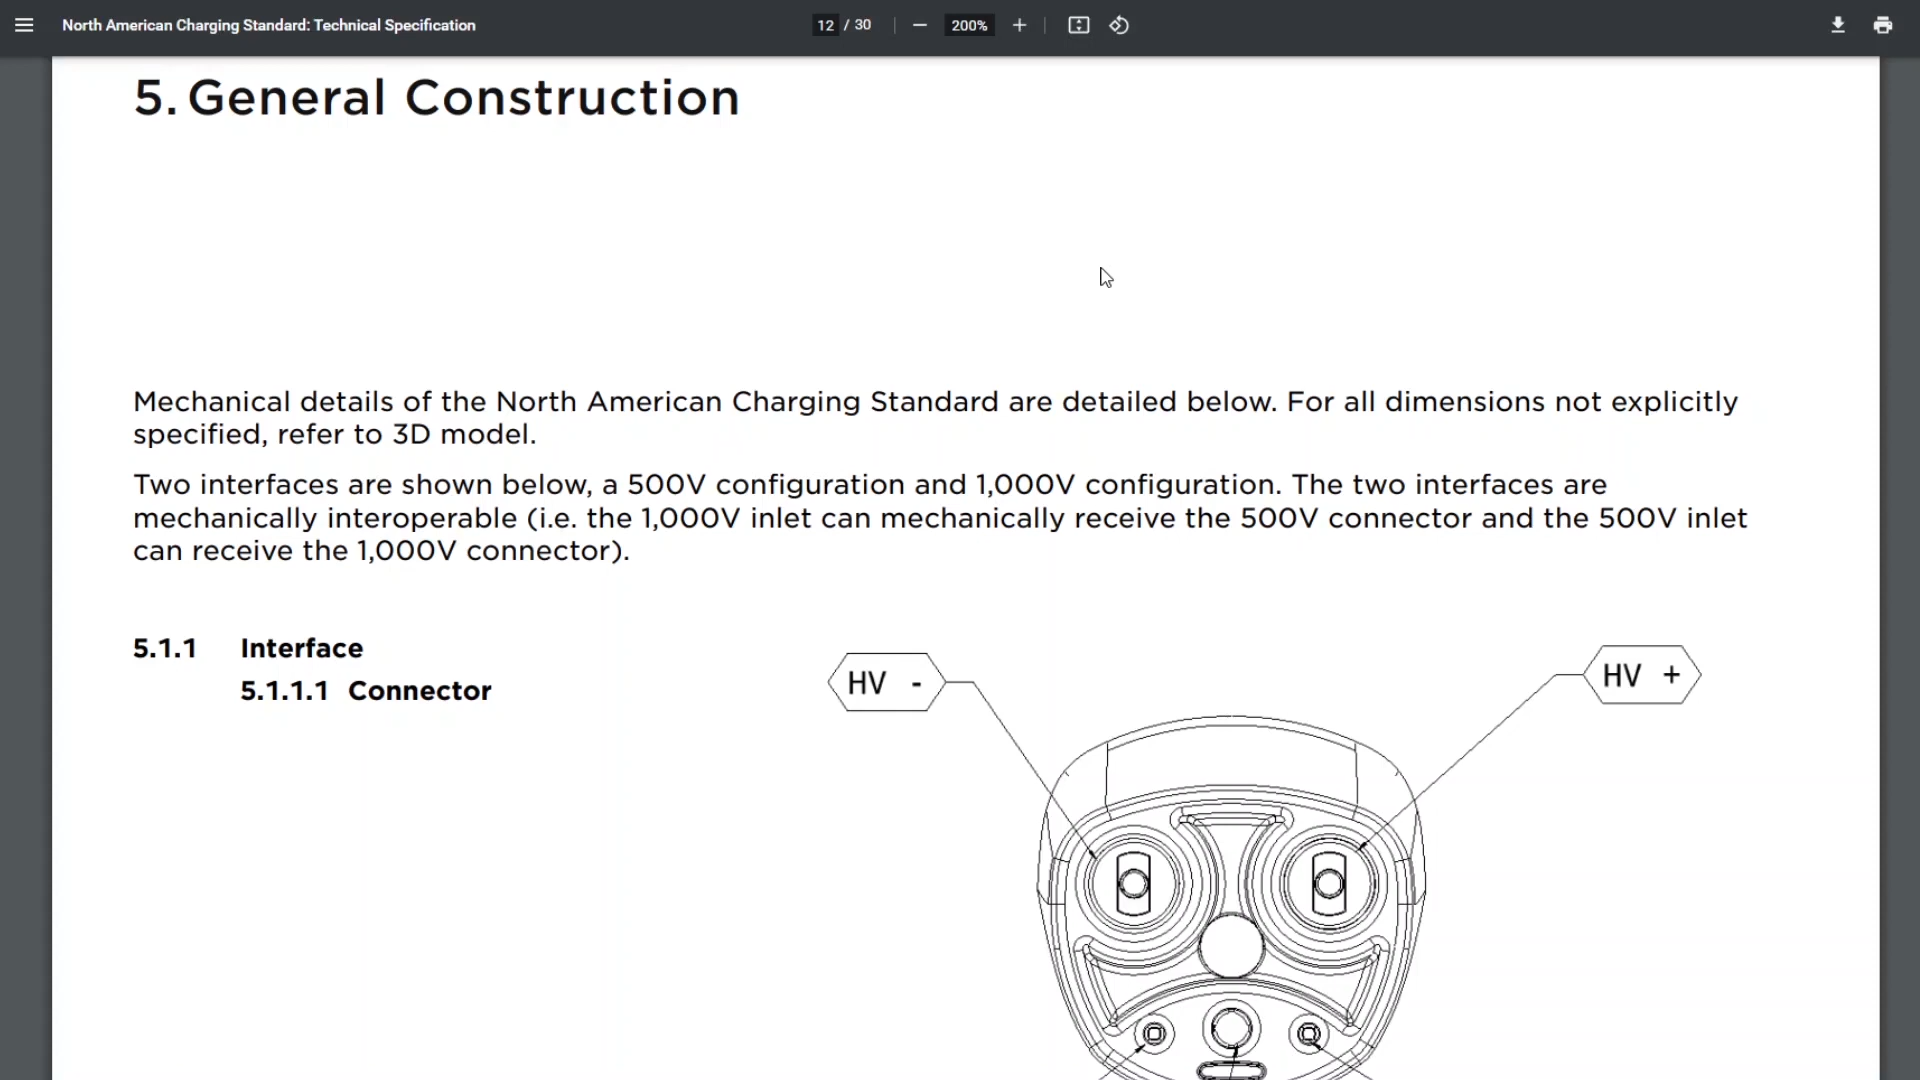 North American Charging Standard: Technical Specification
12 / 30
200%
5. General Construction
Mechanical details of the North American Charging Standard are detailed below. For all dimensions not explicitly
specified, refer to 3D model.
Two interfaces are shown below, a 500V configuration and 1,000V configuration. The two interfaces are
mechanically interoperable (i.e. the 1,000V inlet can mechanically receive the 500V connector and the 500V inlet
can receive the 1,000V connector).
5.1.1 Interface
5.1.1.1 Connector
HV -
HV +